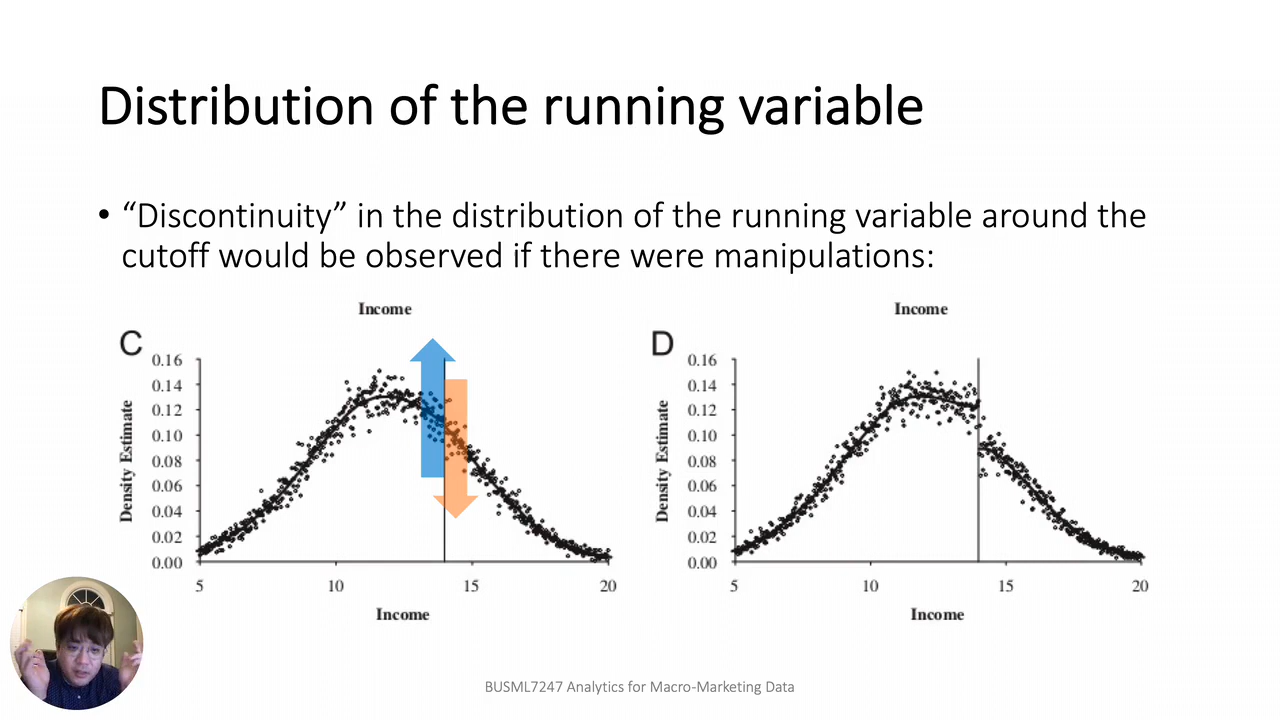 Distribution of the running variable
• “Discontinuity” in the distribution of the running variable around the
cutoff would be observed if there were manipulations:
Income
C
0.16
0.14
0.12
0.10
0.08
0.06
0.04
0.02
0.00
Density Estimate
5 10 15 20
Income
Income
D
0.16
0.14
0.12
0.10
0.08
0.06
0.04
0.02
0.00
Density Estimate
5 10 15 20
Income
BUSML7247 Analytics for Macro-Marketing Data